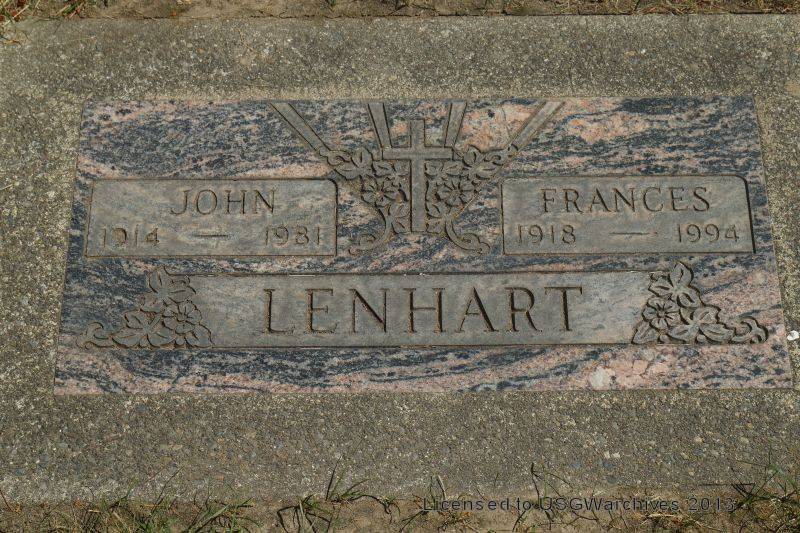 JOHN
1914 — 1981
FRANCES
1918 — 1994
LENHART
Licensed to USGWarchives 2013